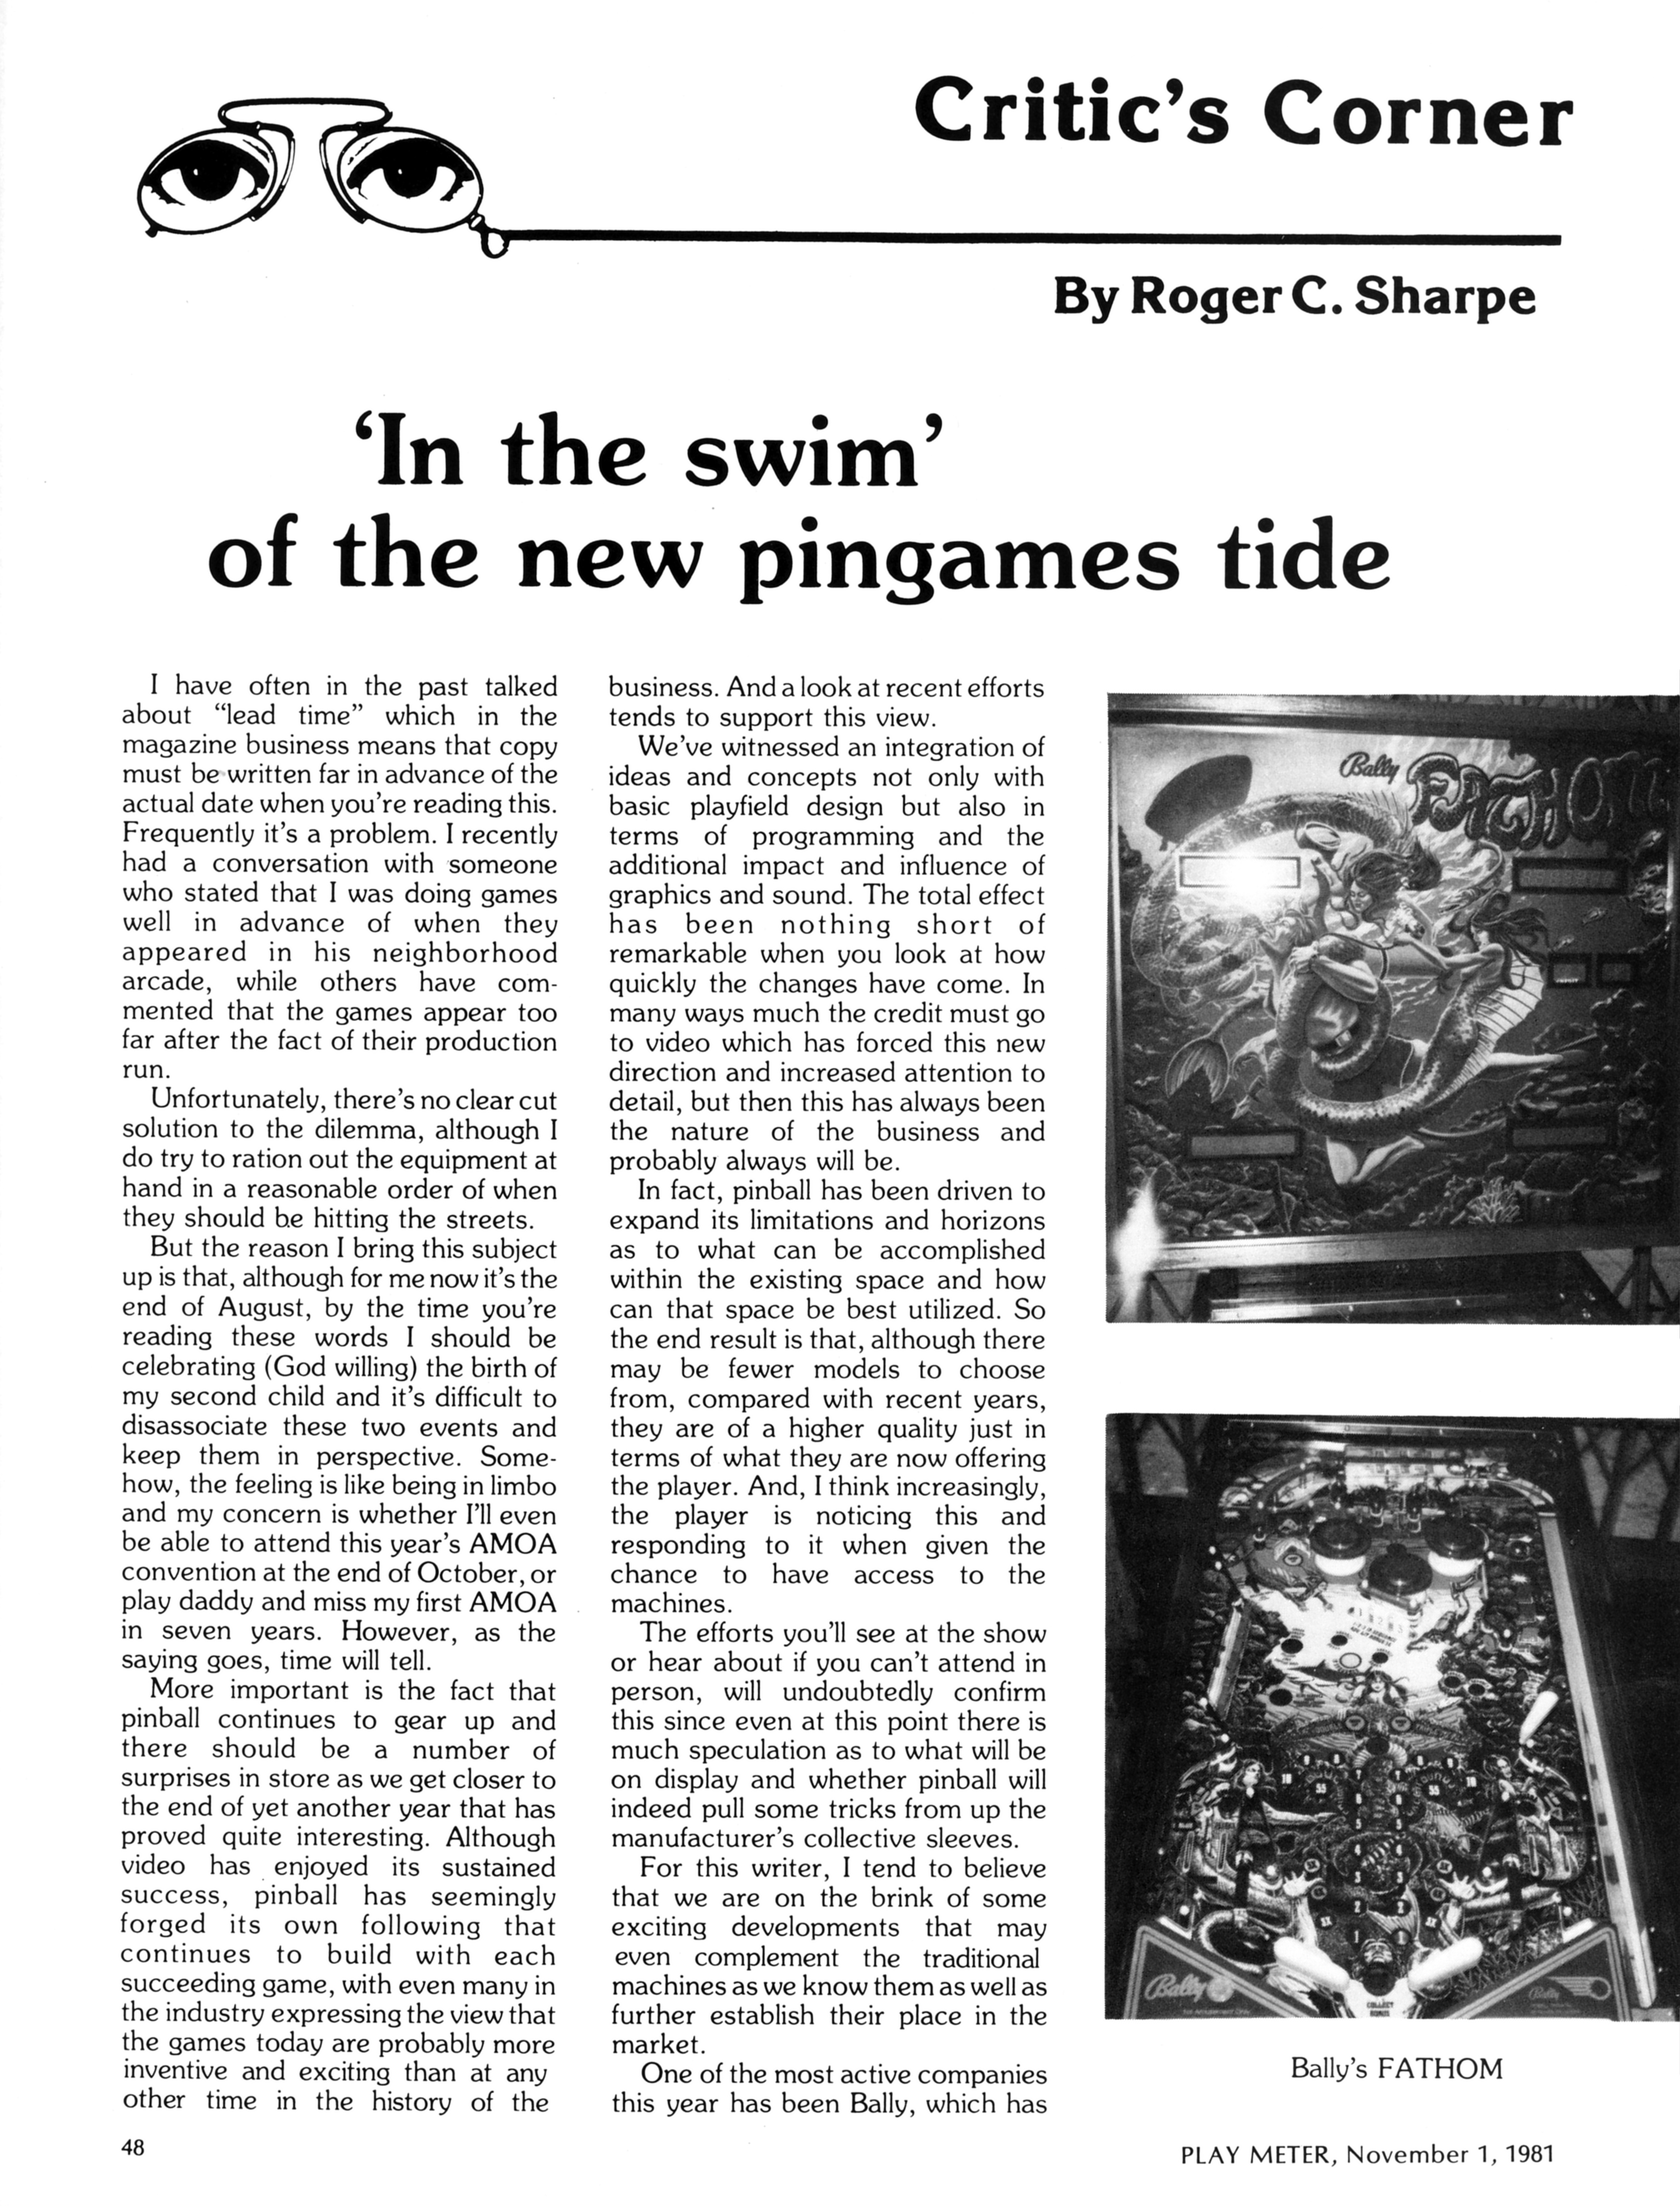 Critic's Corner
By Roger C. Sharpe
'In the swim'
of the new pingames tide
I have often in the past talked
about "lead time" which in the
magazine business means that copy
must be written far in advance of the
actual date when you're reading this.
Frequently it's a problem. I recently
had a conversation with someone
who stated that I was doing games
well in advance of when they
appeared in his neighborhood
arcade, while others have com-
mented that the games appear too
far after the fact of their production
run.
Unfortunately, there's no clear cut
solution to the dilemma, although I
do try to ration out the equipment at
hand in a reasonable order of when
they should be hitting the streets.
But the reason I bring this subject
up is that, although for me now it's the
end of August, by the time you're
reading these words I should be
celebrating (God willing) the birth of
my second child and it's difficult to
disassociate these two events and
keep them in perspective. Some-
how, the feeling is like being in limbo
and my concern is whether I'll even
be able to attend this year's AMOA
convention at the end of October, or
play daddy and miss my first AMOA
in seven years. However, as the
saying goes, time will tell.
More important is the fact that
pinball continues to gear up and
there should be a number of
surprises in store as we get closer to
the end of yet another year that has
proved quite interesting. Although
video has enjoyed its sustained
success, pinball has seemingly
forged its own following that
continues to build with each
succeeding game, with even many in
the industry expressing the view that
the games today are probably more
inventive and exciting than at any
other time in the history of the
business. And a look at recent efforts
tends to support this view.
We've witnessed an integration of
ideas and concepts not only with
basic playfield design but also in
terms of programming and the
additional impact and influence of
graphics and sound. The total effect
has been nothing short of
remarkable when you look at how
quickly the changes have come. In
many ways much the credit must go
to video which has forced this new
direction and increased attention to
detail, but then this has always been
the nature of the business and
probably always will be.
In fact, pinball has been driven to
expand its limitations and horizons
as to what can be accomplished
within the existing space and how
can that space be best utilized. So
the end result is that, although there
may be fewer models to choose
from, compared with recent years,
they are of a higher quality just in
terms of what they are now offering
the player. And, I think increasingly,
the player is noticing this and
responding to it when given the
chance to have access to the
machines.
The efforts you'll see at the show
or hear about if you can't attend in
person, will undoubtedly confirm
this since even at this point there is
much speculation as to what will be
on display and whether pinball will
indeed pull some tricks from up the
manufacturer's collective sleeves.
For this writer, I tend to believe
that we are on the brink of some
exciting developments that may
even complement the traditional
machines as we know them as well as
further establish their place in the
market.
One of the most active companies
this year has been Bally, which has
Bally FATHOM
Bally
COLLECT
BONUS
Bally
Bally's FATHOM
48
PLAY METER, November 1, 1981